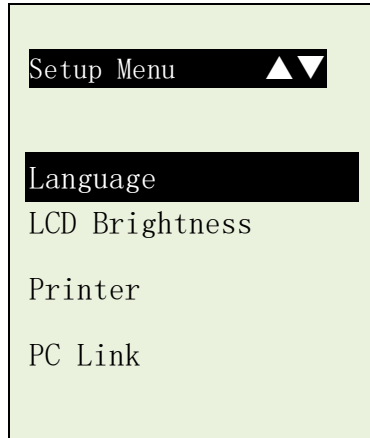 Setup Menu ▲▼
Language
LCD Brightness
Printer
PC Link